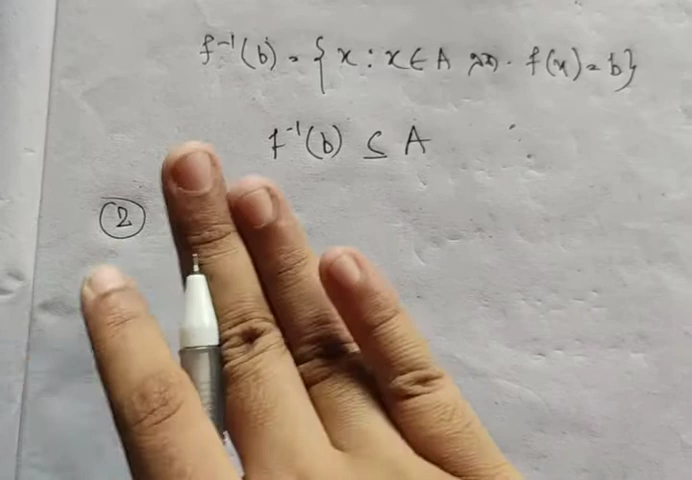 f⁻¹(b) = { x : x ∈ A f(x) = b}
f⁻¹(b) ⊆ A
②